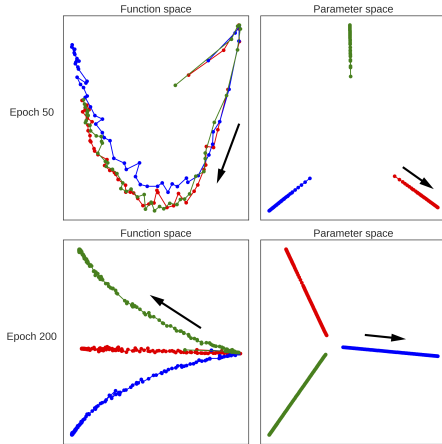 Function space
Parameter space
Epoch 50
Function space
Parameter space
Epoch 200